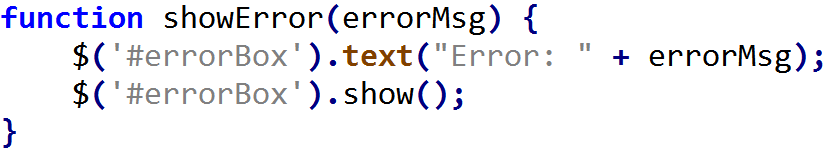 function showError(errorMsg) {
    $('#errorBox').text("Error: " + errorMsg);
    $('#errorBox').show();
}